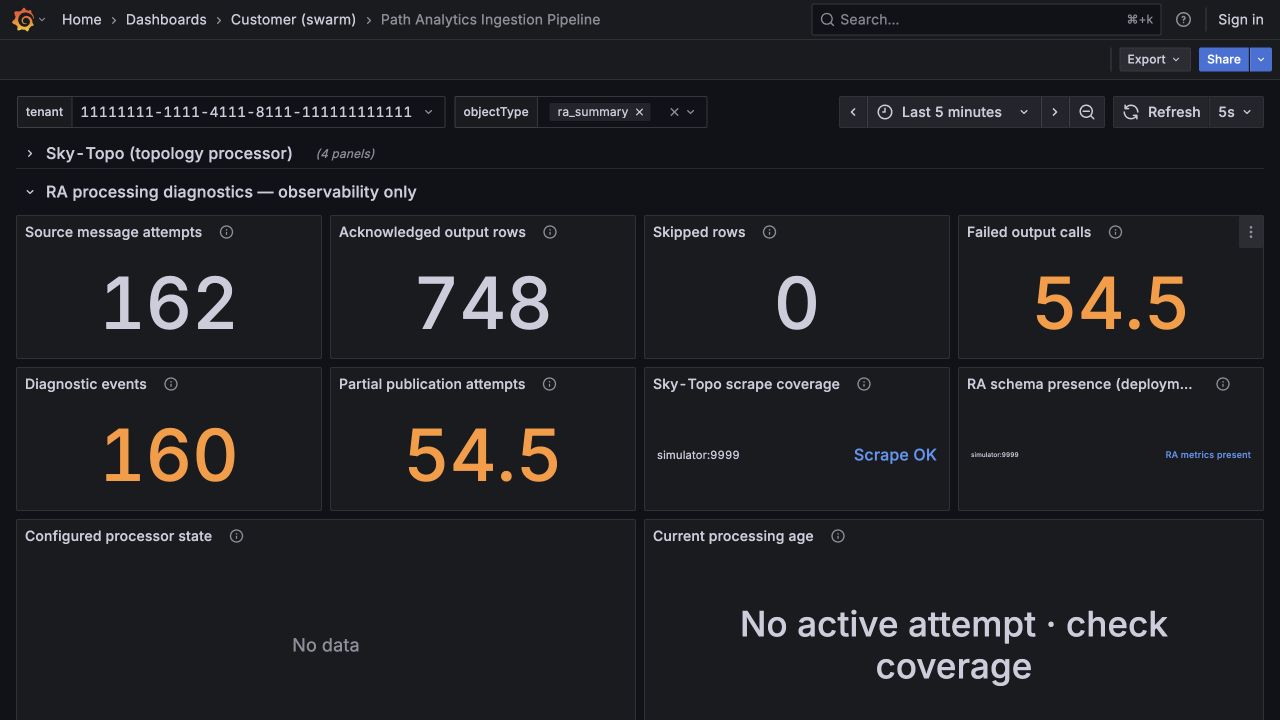 Home › Dashboards › Customer (swarm) › Path Analytics Ingestion Pipeline
Search...
⌘+k
Sign in
Export
Share
tenant
11111111-1111-4111-8111-111111111111
objectType
ra_summary
Last 5 minutes
Refresh
5s
Sky-Topo (topology processor) (4 panels)
RA processing diagnostics — observability only
Source message attempts
Acknowledged output rows
Skipped rows
Failed output calls
162
748
0
54.5
Diagnostic events
Partial publication attempts
Sky-Topo scrape coverage
RA schema presence (deploym...
160
54.5
simulator:9999
Scrape OK
simulator:9999
RA metrics present
Configured processor state
Current processing age
No data
No active attempt · check
coverage